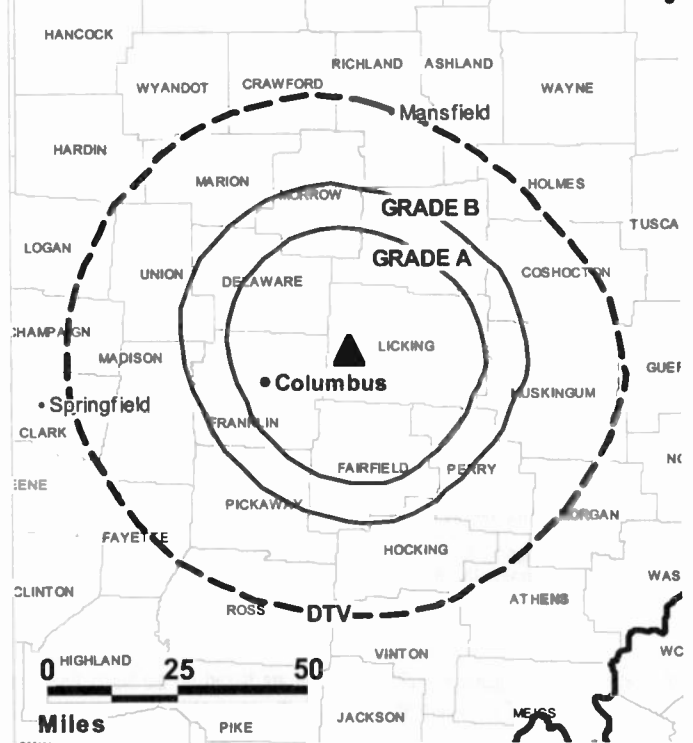 HANCOCK
RICHLAND
ASHLAND
WYANDOT
CRAWFORD
WAYNE
Mansfield
HARDIN
MARION
HOLMES
MORROW
GRADE B
TUSCA
LOGAN
GRADE A
UNION
DELAWARE
COSHOCTON
CHAMPAIGN
LICKING
MADISON
GUER
Columbus
MUSKINGUM
Springfield
FRANKLIN
CLARK
NO
FAIRFIELD
PERRY
EENE
PICKAWAY
MORGAN
FAYETTE
HOCKING
WAS
CLINTON
ATHENS
ROSS
DTV
WO
VINTON
HIGHLAND
0 25 50
Miles
PIKE
JACKSON
MEIGS